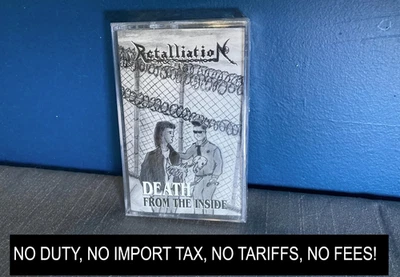 RetalliatioN
DEATH
FROM THE INSIDE
NO DUTY, NO IMPORT TAX, NO TARIFFS, NO FEES!